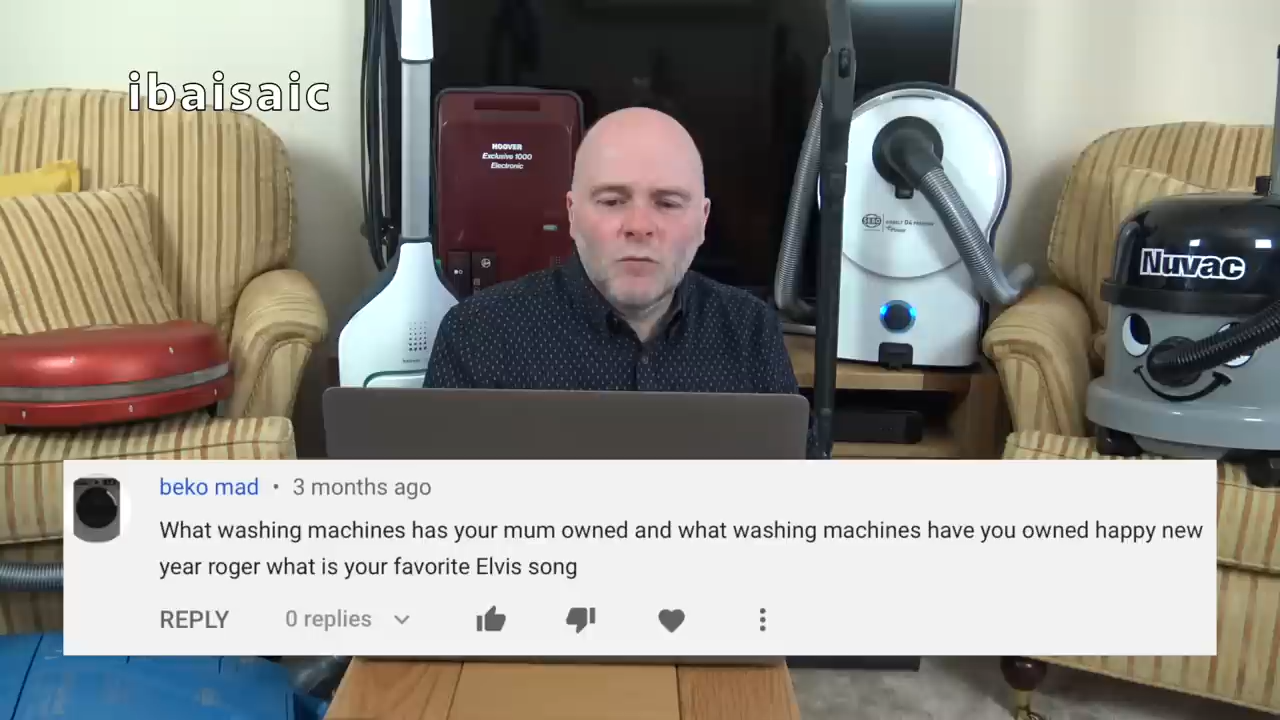 ibaisaic
HOOVER
Exclusive 1000
Electronic
SEBO
Nuvac
beko mad • 3 months ago
What washing machines has your mum owned and what washing machines have you owned happy new
year roger what is your favorite Elvis song
REPLY 0 replies